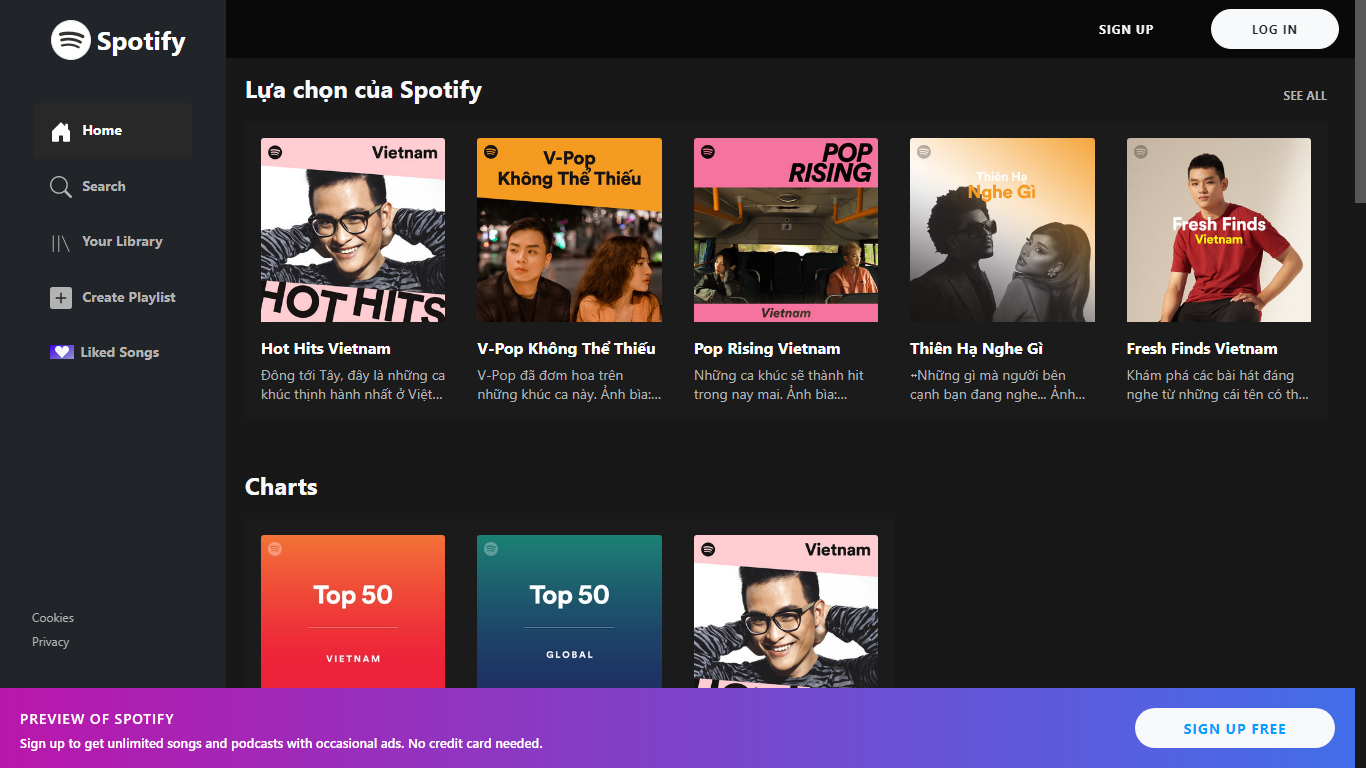 Spotify
SIGN UP
LOG IN
Home
Search
Your Library
Create Playlist
Liked Songs
Cookies
Privacy
Lựa chọn của Spotify
SEE ALL
Vietnam
HOT HITS
Hot Hits Vietnam
Đông tới Tây, đây là những ca
khúc thịnh hành nhất ở Việt...
V-Pop
Không Thể Thiếu
V-Pop Không Thể Thiếu
V-Pop đã đơm hoa trên
những khúc ca này. Ảnh bìa:...
POP
RISING
Vietnam
Pop Rising Vietnam
Những ca khúc sẽ thành hit
trong nay mai. Ảnh bìa:...
Thiên Hạ
Nghe Gì
Thiên Hạ Nghe Gì
Những gì mà người bên
cạnh bạn đang nghe... Ảnh...
Fresh Finds
Vietnam
Fresh Finds Vietnam
Khám phá các bài hát đáng
nghe từ những cái tên có th...
Charts
Top 50
VIETNAM
Top 50
GLOBAL
Vietnam
PREVIEW OF SPOTIFY
Sign up to get unlimited songs and podcasts with occasional ads. No credit card needed.
SIGN UP FREE